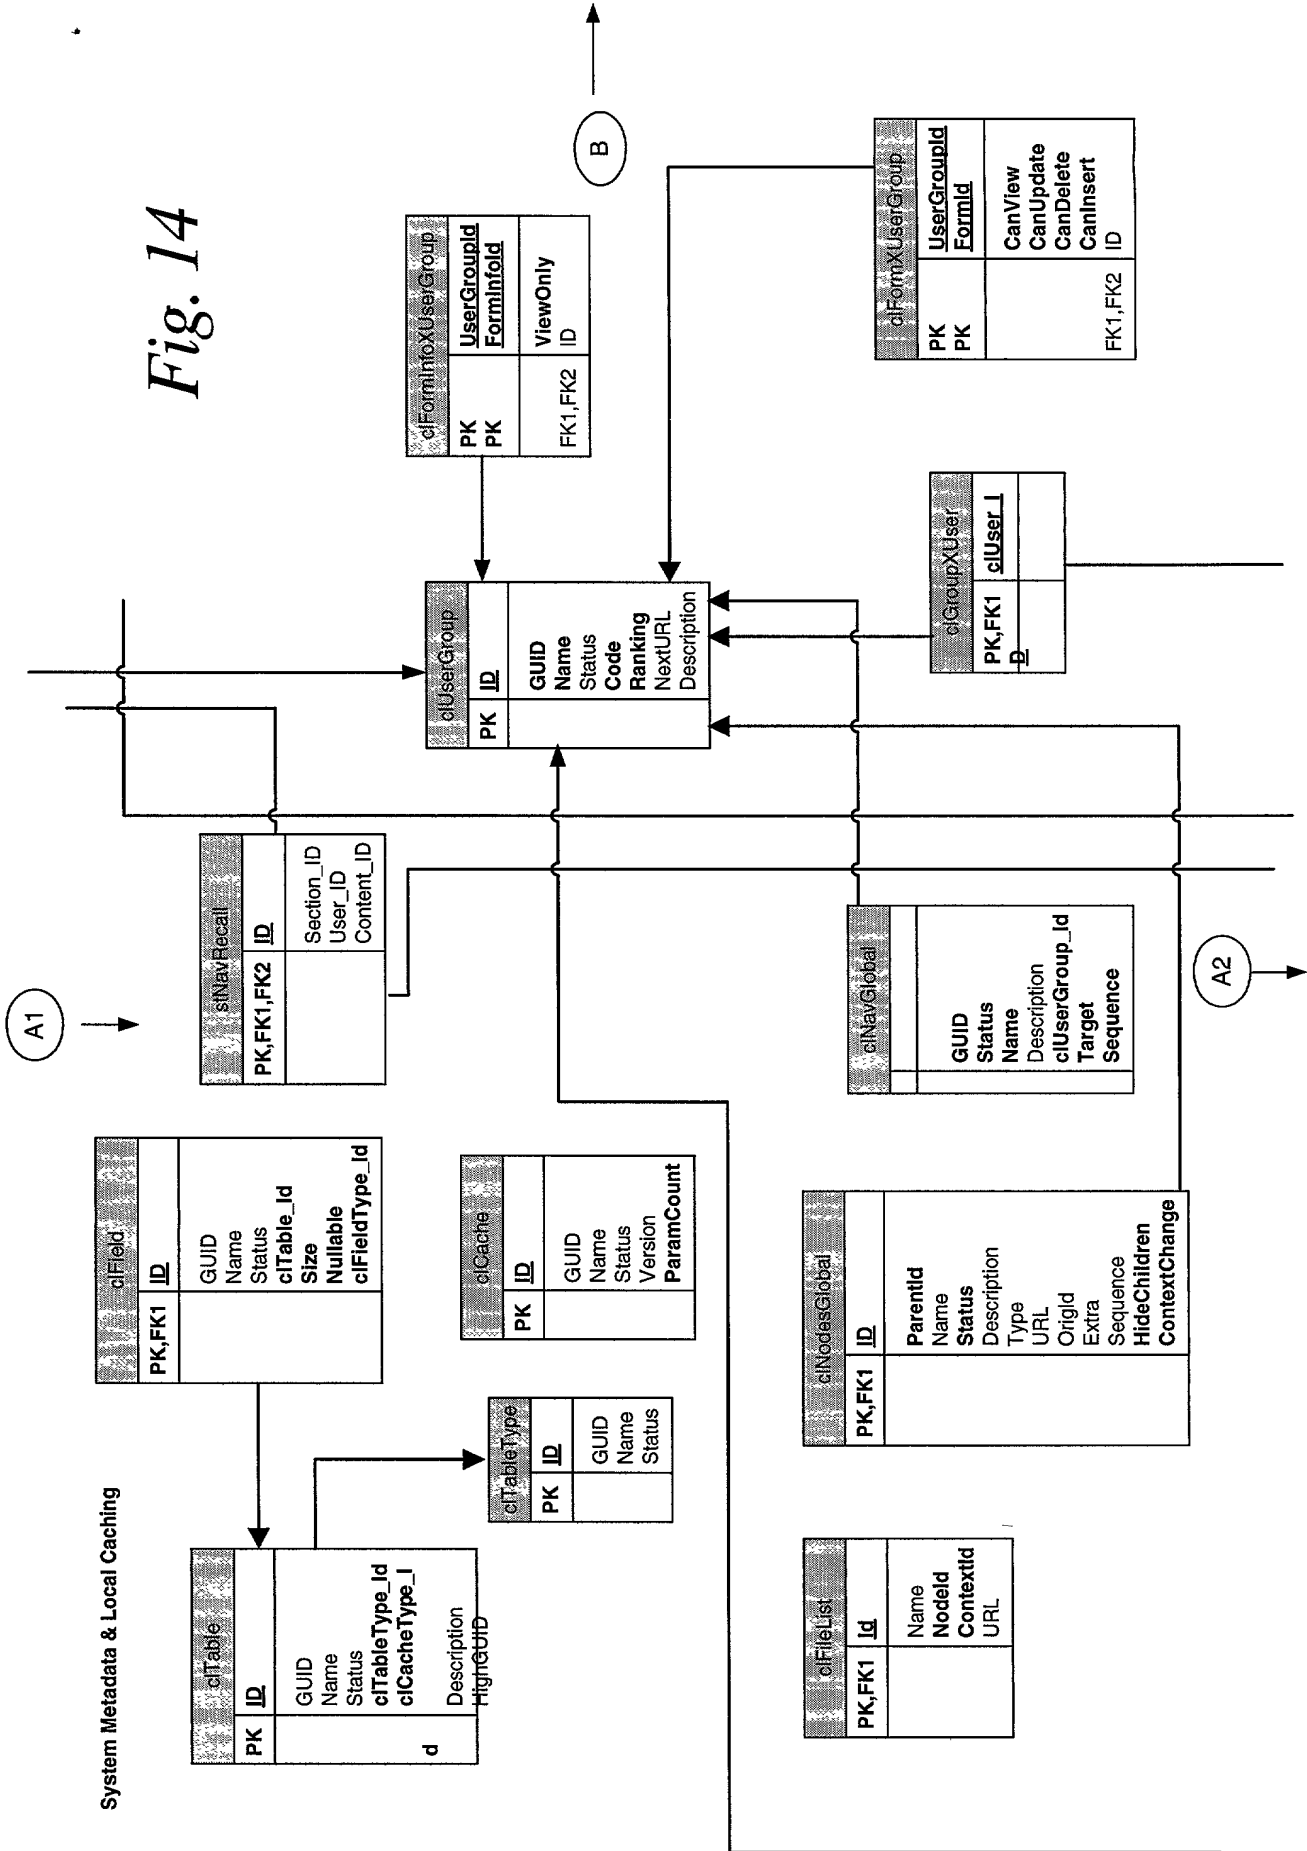 Fig. 14
System Metadata & Local Caching
A1
B
A2
clTable
PK ID
GUID
Name
Status
clTableType_Id
clCacheType_I
d
Description
HighGUID
clField
PK,FK1 ID
GUID
Name
Status
clTable_Id
Size
Nullable
clFieldType_Id
stNavRecall
PK,FK1,FK2 ID
Section_ID
User_ID
Content_ID
clTableType
PK ID
GUID
Name
Status
clCache
PK ID
GUID
Name
Status
Version
ParamCount
clUserGroup
PK ID
GUID
Name
Status
Code
Ranking
NextURL
Description
clFormInfoXUserGroup
PK UserGroupId
PK FormInfoId
ViewOnly
FK1,FK2 ID
clFileList
PK,FK1 Id
Name
NodeId
ContextId
URL
clNodesGlobal
PK,FK1 ID
ParentId
Name
Status
Description
Type
URL
OrigId
Extra
Sequence
HideChildren
ContextChange
clNavGlobal
GUID
Status
Name
Description
clUserGroup_Id
Target
Sequence
clGroupXUser
PK,FK1 clUser_I
D
clFormXUserGroup
PK UserGroupId
PK FormId
CanView
CanUpdate
CanDelete
CanInsert
FK1,FK2 ID